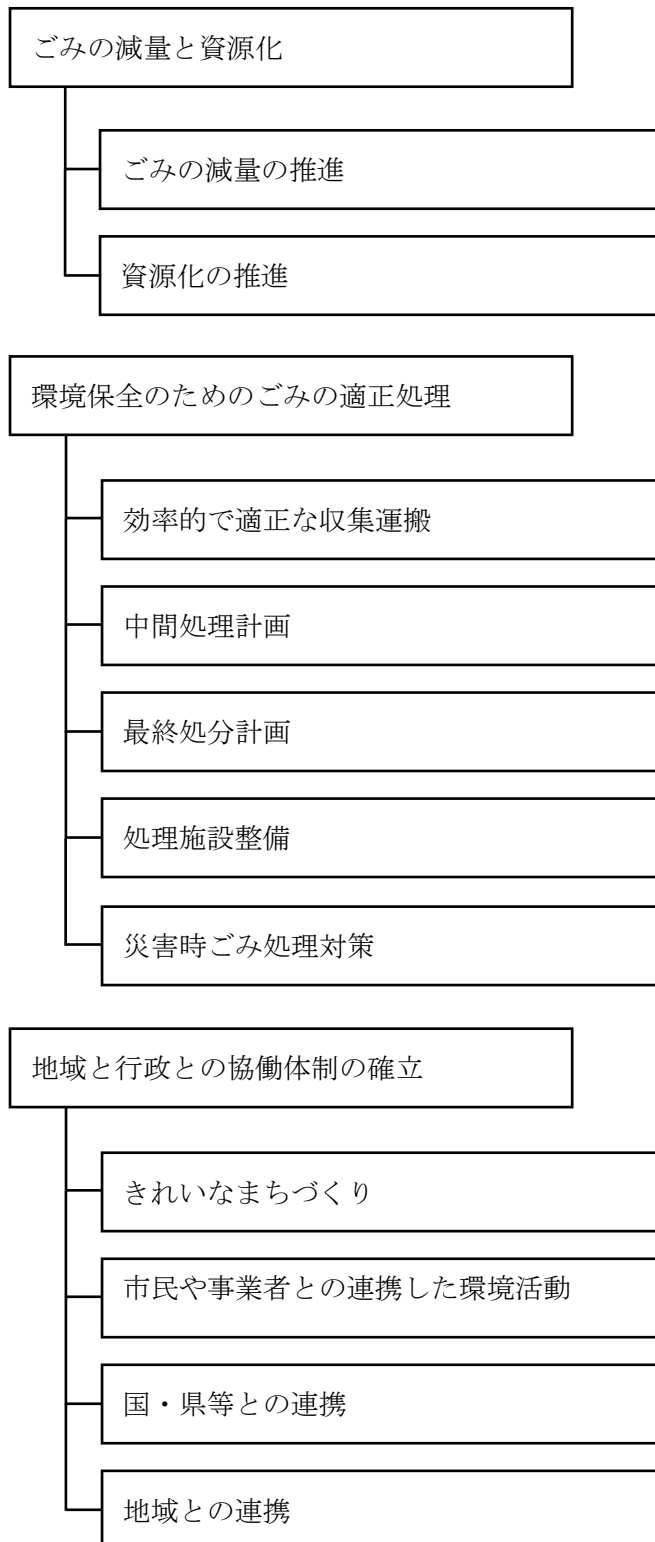 ごみの減量と資源化
ごみの減量の推進
資源化の推進
環境保全のためのごみの適正処理
効率的で適正な収集運搬
中間処理計画
最終処分計画
処理施設整備
災害時ごみ処理対策
地域と行政との協働体制の確立
きれいなまちづくり
市民や事業者との連携した環境活動
国・県等との連携
地域との連携